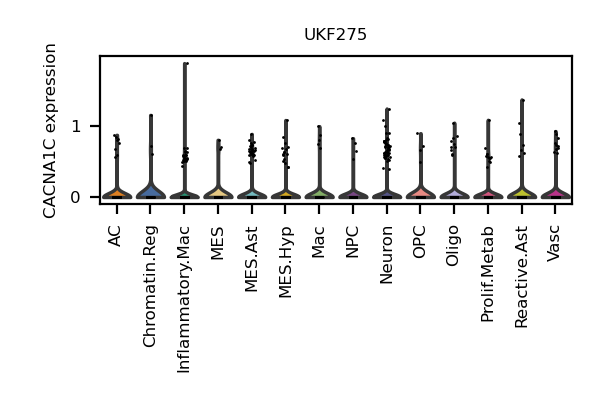 UKF275
CACNA1C expression
1
0
AC
Chromatin.Reg
Inflammatory.Mac
MES
MES.Ast
MES.Hyp
Mac
NPC
Neuron
OPC
Oligo
Prolif.Metab
Reactive.Ast
Vasc